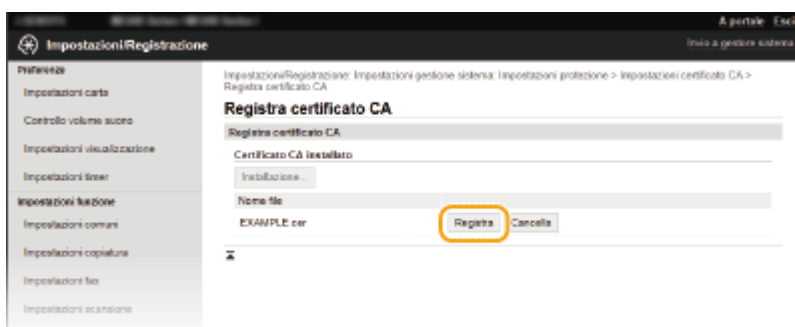 A portale Esci
Impostazioni/Registrazione
Invio a gestore sistema
Preferenze
Impostazioni carta
Controllo volume suono
Impostazioni visualizzazione
Impostazioni timer
Impostazioni funzione
Impostazioni comuni
Impostazioni copiatura
Impostazioni fax
Impostazioni scansione
Impostazioni/Registrazione: Impostazioni gestione sistema: Impostazioni protezione > Impostazioni certificato CA >
Registra certificato CA
Registra certificato CA
Registra certificato CA
Certificato CA installato
Installazione...
Nome file
EXAMPLE.cer Registra Cancella